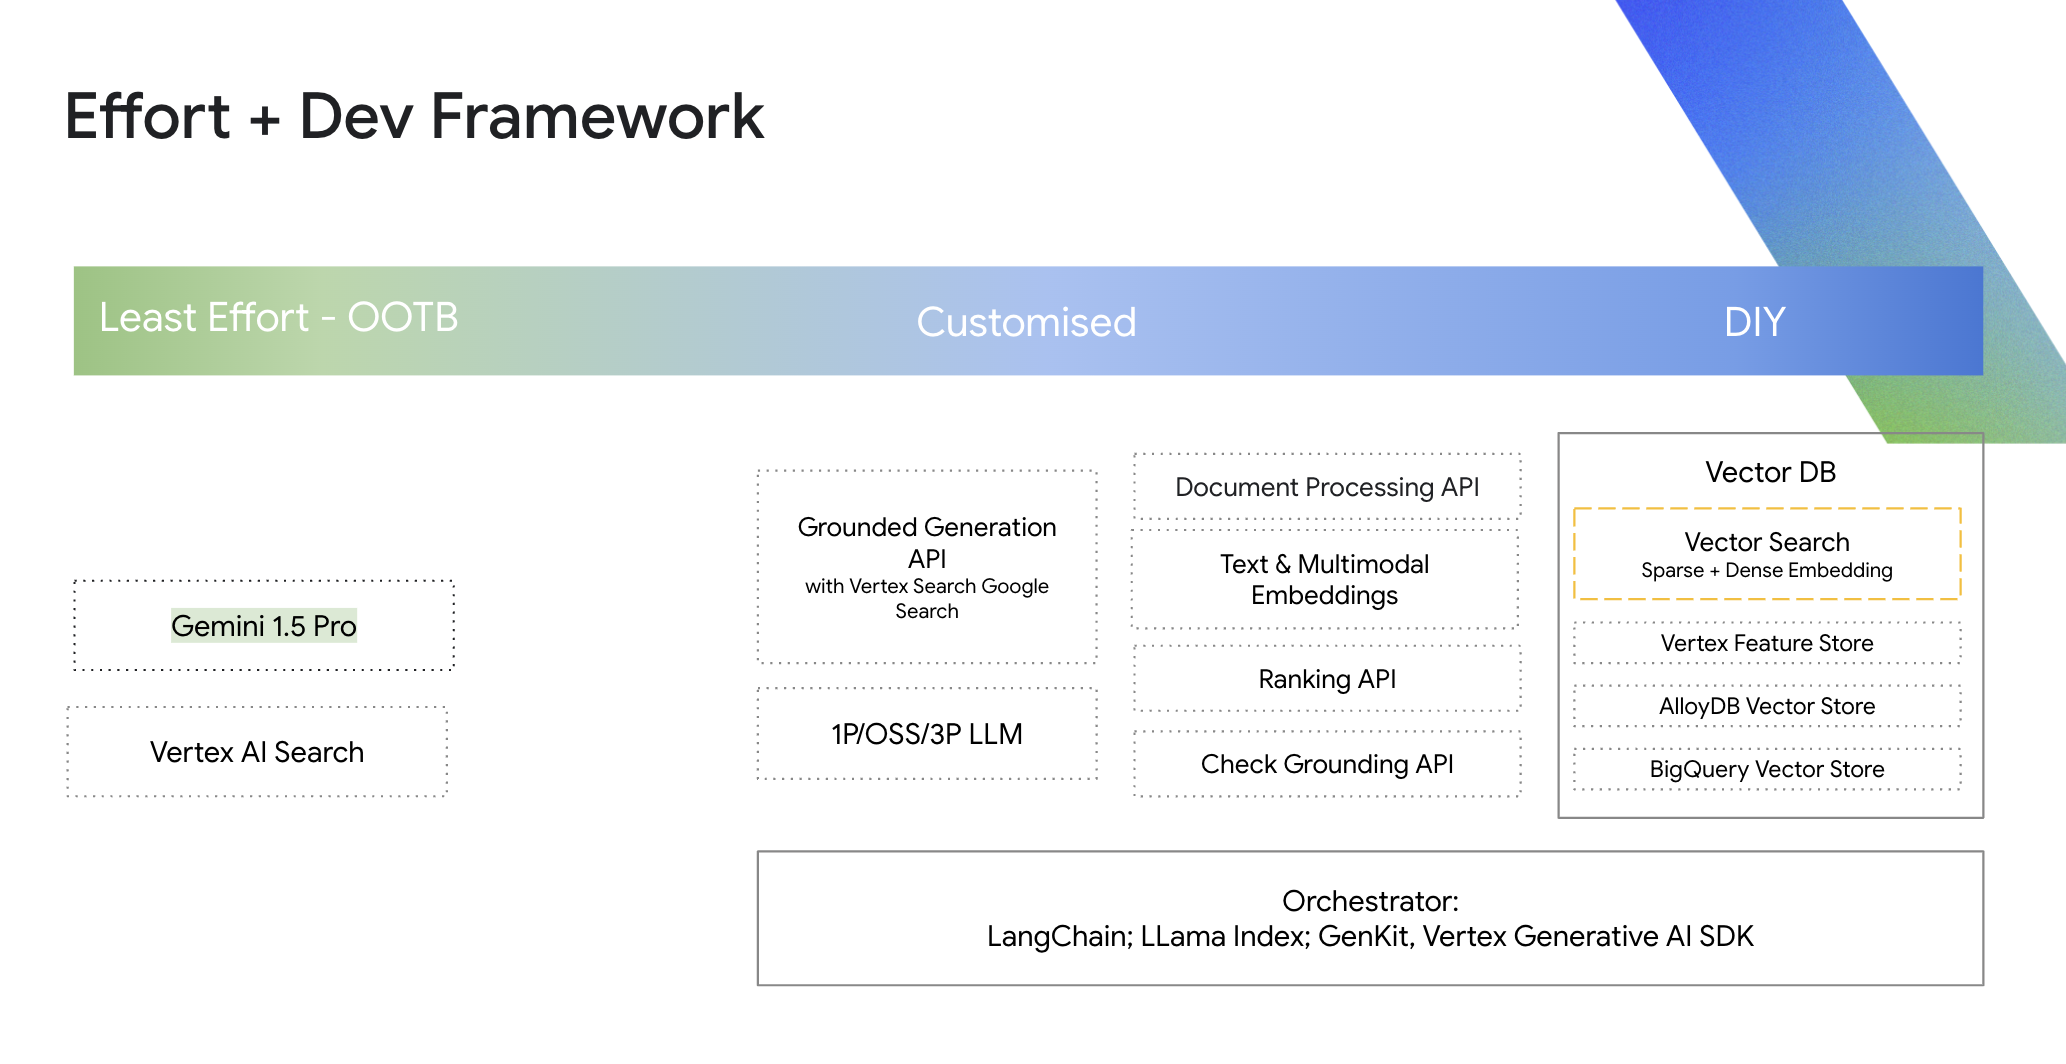 Effort + Dev Framework
Least Effort - OOTB
Customised
DIY
Gemini 1.5 Pro
Vertex AI Search
Grounded Generation
API
with Vertex Search Google
Search
1P/OSS/3P LLM
Document Processing API
Text & Multimodal
Embeddings
Ranking API
Check Grounding API
Vector DB
Vector Search
Sparse + Dense Embedding
Vertex Feature Store
AlloyDB Vector Store
BigQuery Vector Store
Orchestrator:
LangChain; LLama Index; GenKit, Vertex Generative AI SDK